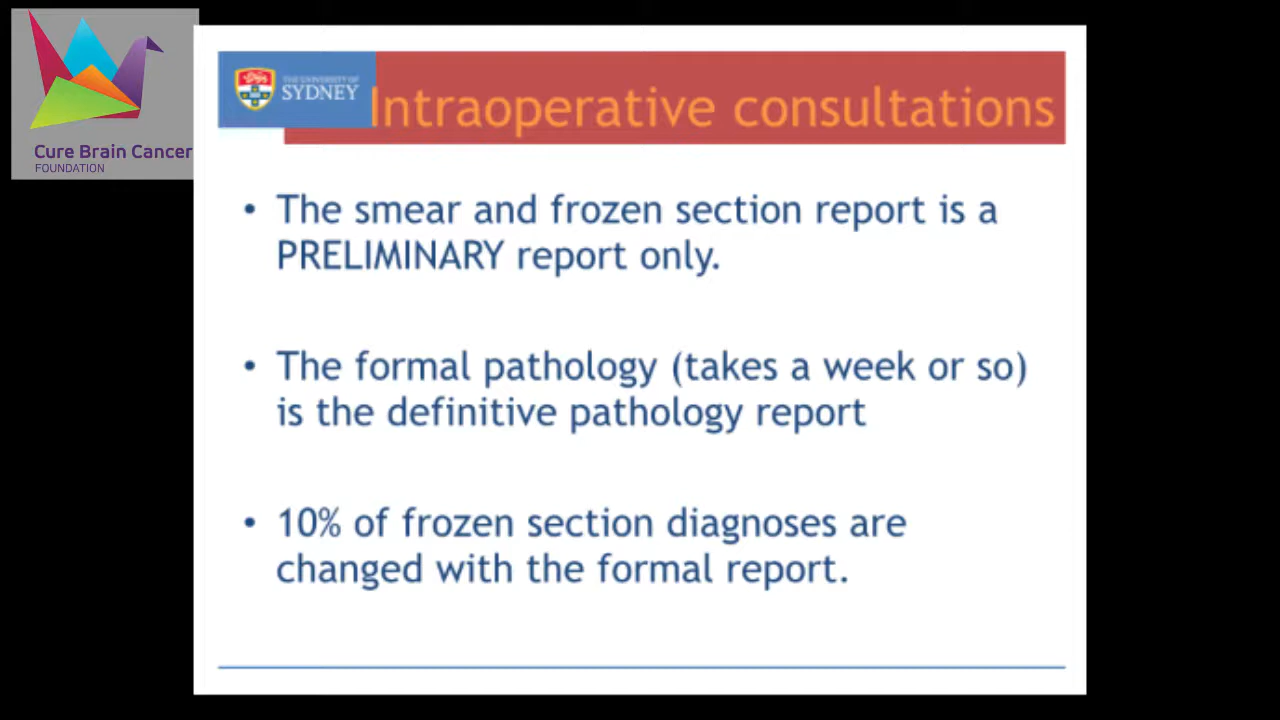 Cure Brain Cancer
FOUNDATION
THE UNIVERSITY OF
SYDNEY
Intraoperative consultations
• The smear and frozen section report is a
PRELIMINARY report only.
• The formal pathology (takes a week or so)
is the definitive pathology report
• 10% of frozen section diagnoses are
changed with the formal report.